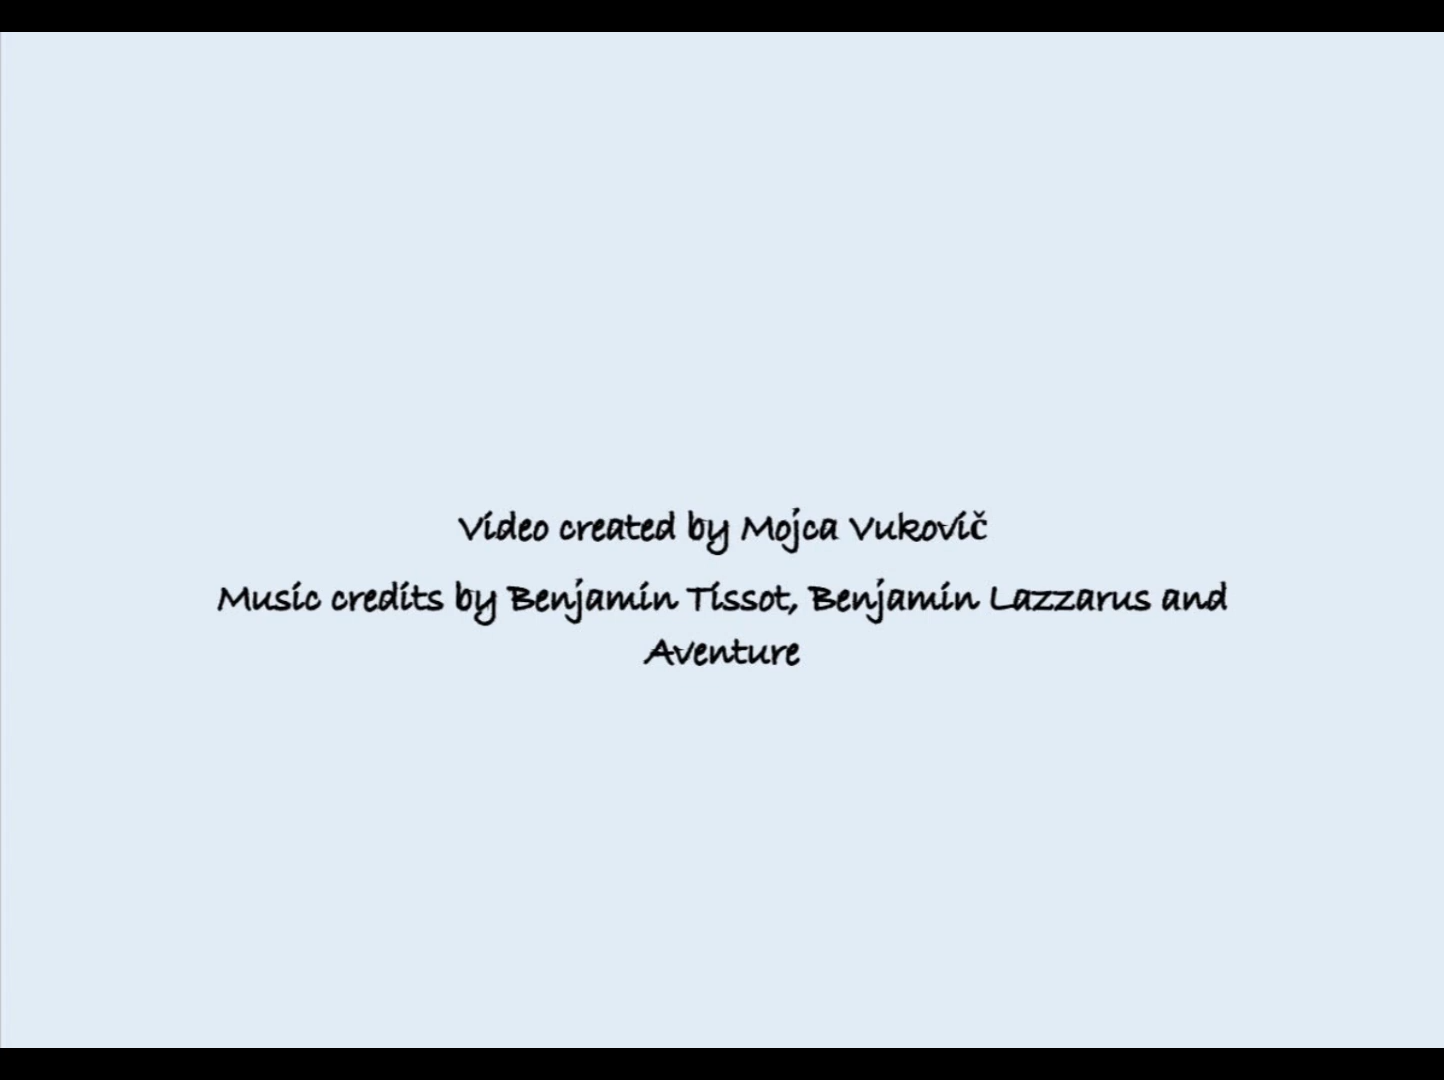 Video created by Mojca Vukovič
Music credits by Benjamin Tissot, Benjamin Lazzarus and
Aventure